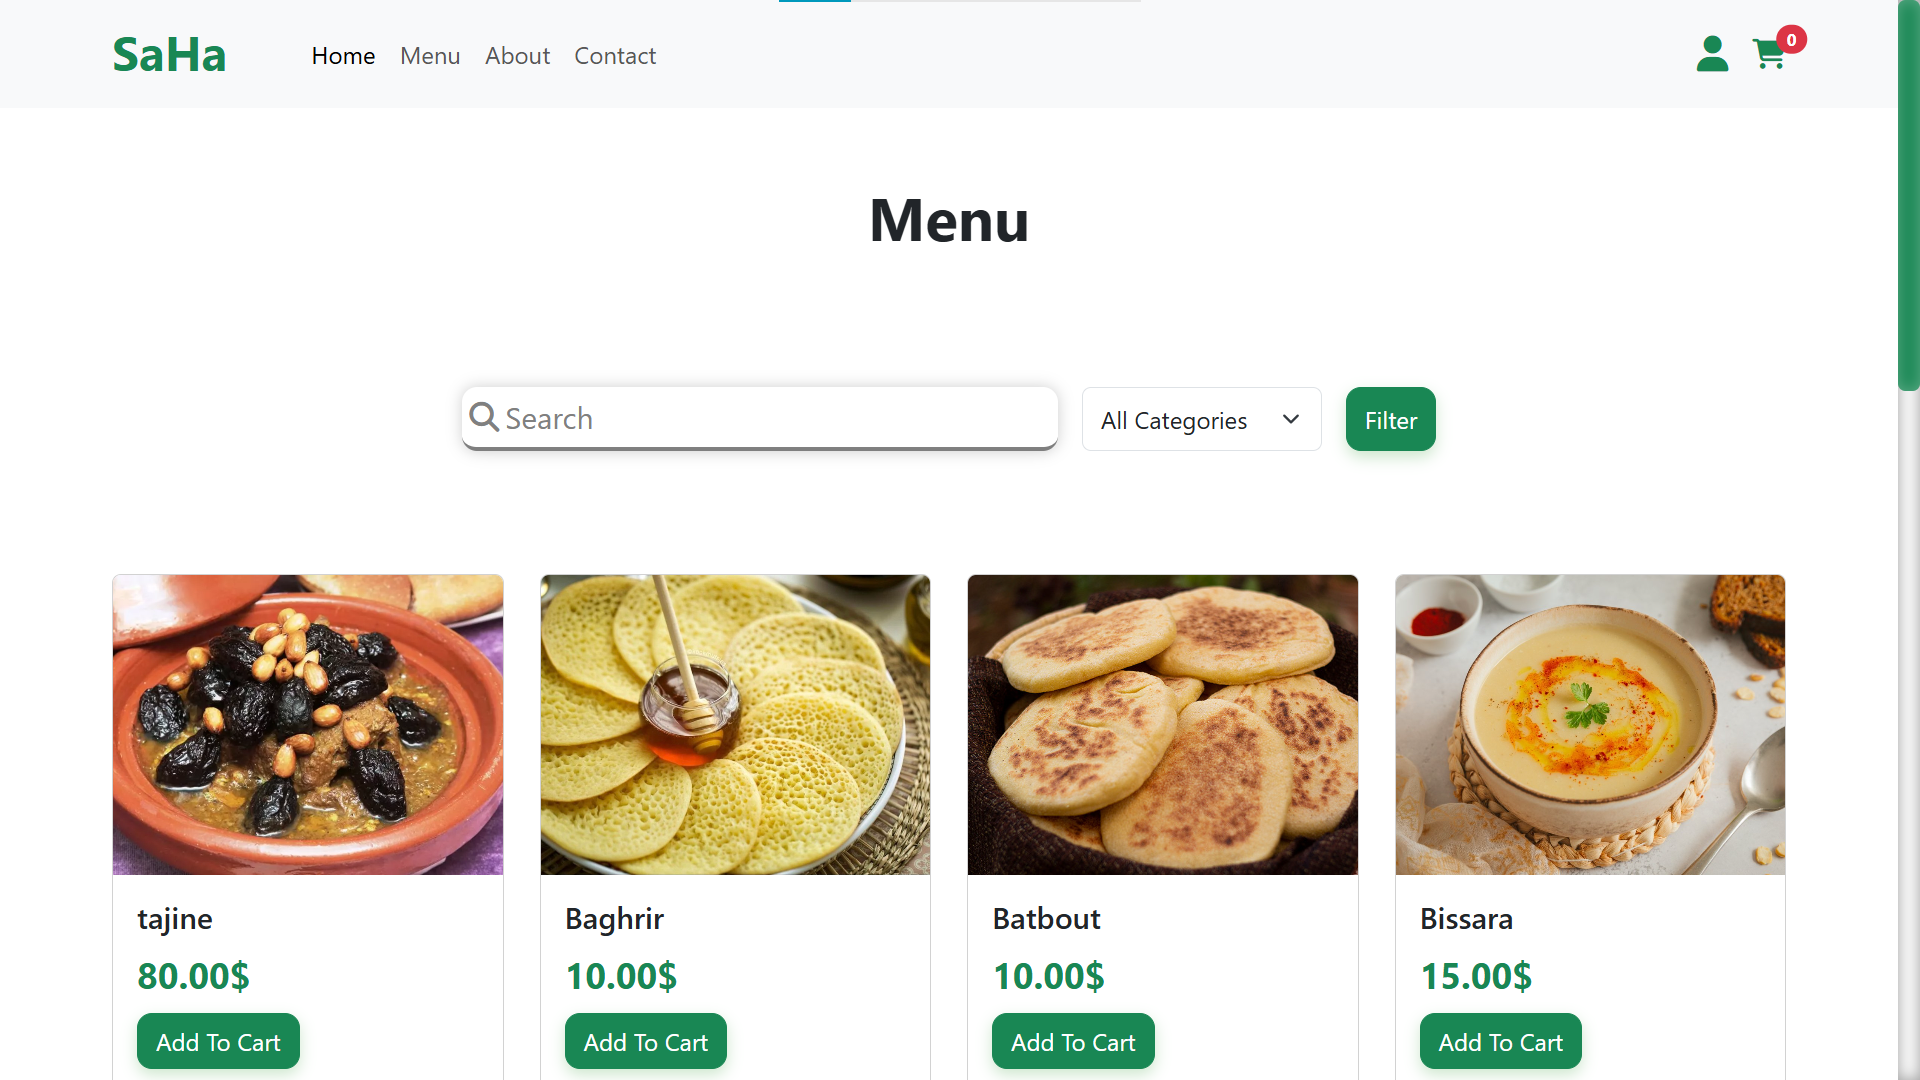 SaHa
Home Menu About Contact
0
Menu
Search
All Categories
Filter
tajine
80.00$
Add To Cart
Baghrir
10.00$
Add To Cart
Batbout
10.00$
Add To Cart
Bissara
15.00$
Add To Cart